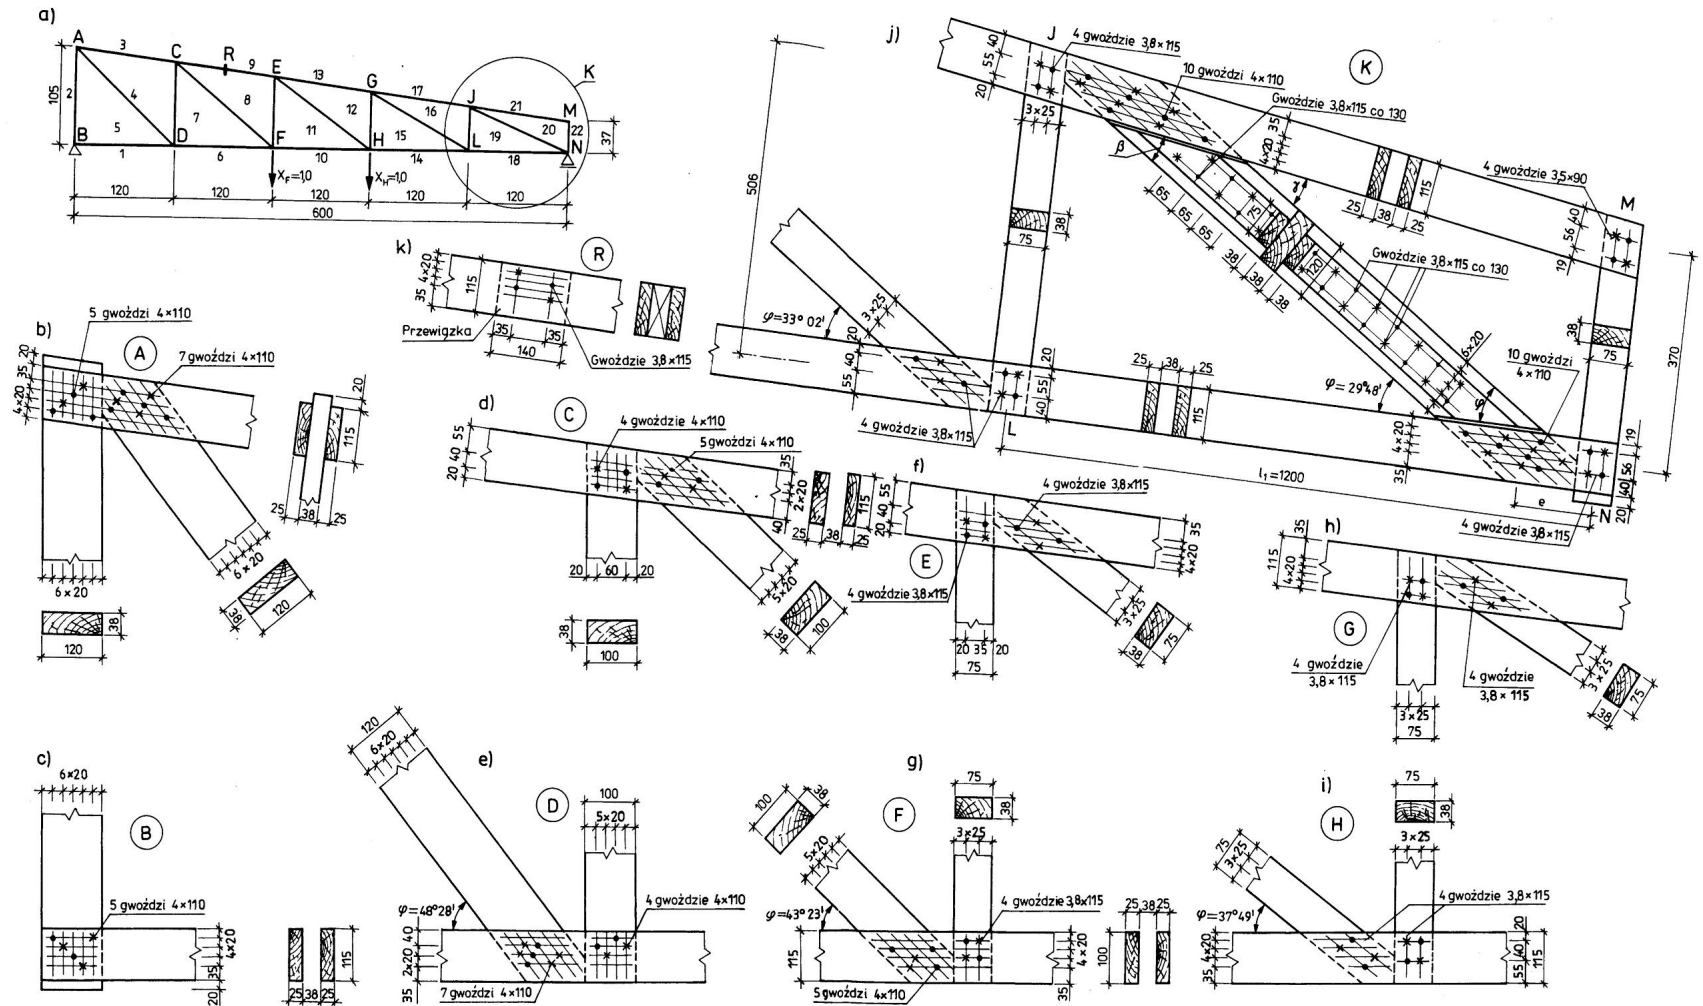 a)
A
3
C
R
9
E
13
G
17
J
21
M
K
105
2
4
7
8
12
16
19
20
22
37
B
5
D
F
11
H
15
L
N
1
6
10
14
18
X_F=1,0
X_H=1,0
120
120
120
120
120
600
b)
5 gwoździ 4×110
A
7 gwoździ 4×110
20
35
4×20
6×20
6×20
38
120
38
120
20
115
25
38
25
c)
6×20
B
5 gwoździ 4×110
4×20
35
20
115
25
38
25
k)
R
4×20
35
115
Przewiązka
35
35
140
Gwoździe 3,8×115
d)
C
4 gwoździe 4×110
5 gwoździ 4×110
55
40
20
35
2×20
40
115
25
38
25
20
60
20
5×20
38
100
38
100
e)
120
6×20
D
100
5×20
φ=48°28'
4 gwoździe 4×110
40
2×20
35
7 gwoździ 4×110
f)
55
40
20
4 gwoździe 3,8×115
E
4 gwoździe 3,8×115
35
4×20
3×25
20
35
20
75
38
75
g)
100
38
5×20
F
75
38
3×25
4 gwoździe 3,8×115
φ=43°23'
115
4×20
35
5 gwoździ 4×110
25
38
25
100
h)
35
4×20
115
G
4 gwoździe
3,8×115
4 gwoździe
3,8×115
3×25
75
3×25
38
75
i)
75
38
3×25
75
3×25
H
4 gwoździe 3,8×115
φ=37°49'
4×20
35
20
40
55
115
j)
K
J
40
55
20
4 gwoździe 3,8×115
10 gwoździ 4×110
Gwoździe 3,8×115 co 130
3×25
35
4×20
β
γ
4 gwoździe 3,5×90
M
115
25
38
25
40
56
19
506
38
75
65
65
65
75
38
38
38
120
Gwoździe 3,8×115 co 130
38
75
370
φ=33°02'
3×25
20
40
55
20
55
40
25
38
25
115
φ=29°48'
6×20
φ
10 gwoździ
4×110
4×20
35
19
56
40
20
4 gwoździe 3,8×115
L
l₁=1200
e
N
4 gwoździe
3,8×115